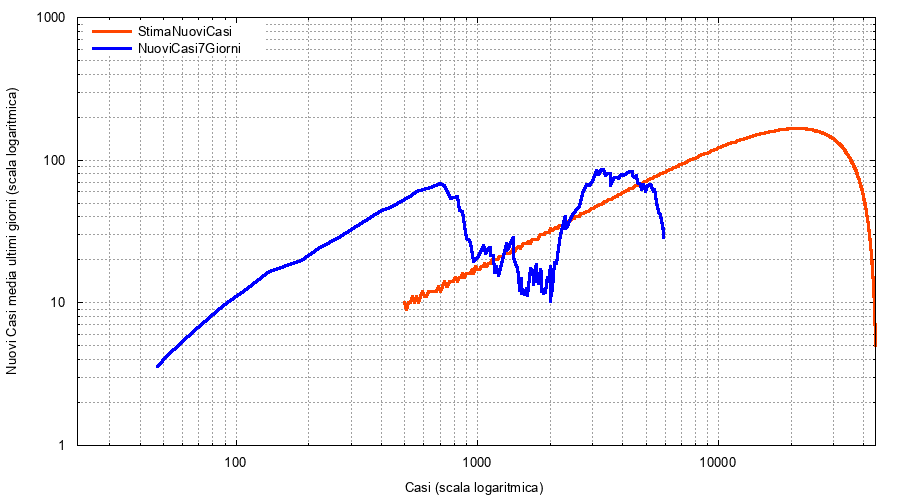 1000
StimaNuoviCasi
NuoviCasi7Giorni
100
10
1
Nuovi Casi media ultimi giorni (scala logaritmica)
100
1000
10000
Casi (scala logaritmica)